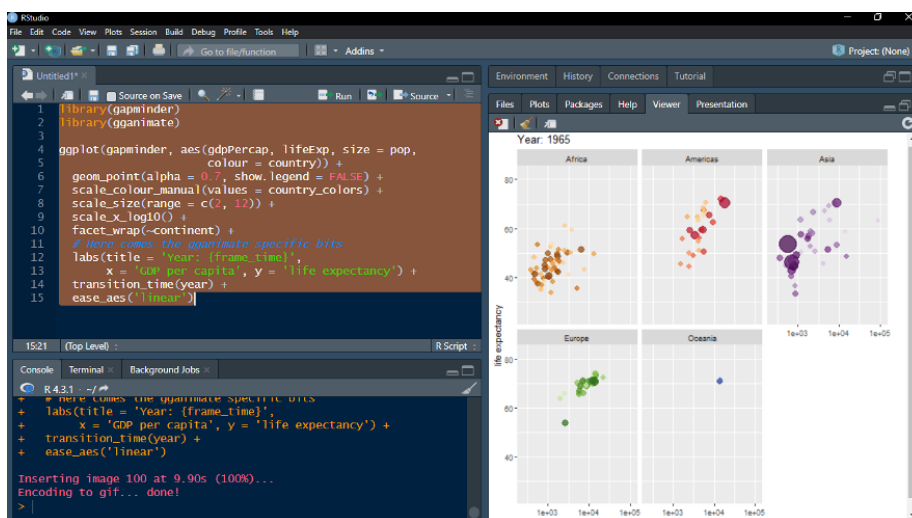 RStudio
File Edit Code View Plots Session Build Debug Profile Tools Help
Go to file/function Addins Project: (None)
Untitled1*
Source on Save Run Source
1 library(gapminder)
2 library(gganimate)
3
4 ggplot(gapminder, aes(gdpPercap, lifeExp, size = pop,
5 colour = country)) +
6 geom_point(alpha = 0.7, show.legend = FALSE) +
7 scale_colour_manual(values = country_colors) +
8 scale_size(range = c(2, 12)) +
9 scale_x_log10() +
10 facet_wrap(~continent) +
11 # Here comes the gganimate specific bits
12 labs(title = 'Year: {frame_time}',
13 x = 'GDP per capita', y = 'life expectancy') +
14 transition_time(year) +
15 ease_aes('linear')
15:21 (Top Level) R Script
Console Terminal Background Jobs
R 4.3.1 · ~/
+ # Here comes the gganimate specific bits
+ labs(title = 'Year: {frame_time}',
+ x = 'GDP per capita', y = 'life expectancy') +
+ transition_time(year) +
+ ease_aes('linear')
Inserting image 100 at 9.90s (100%)...
Encoding to gif... done!
>
Environment History Connections Tutorial
Files Plots Packages Help Viewer Presentation
Year: 1965
Africa Americas Asia
80
60
40
1e+03 1e+04 1e+05
life expectancy
Europe Oceania
80
60
40
1e+03 1e+04 1e+05 1e+03 1e+04 1e+05